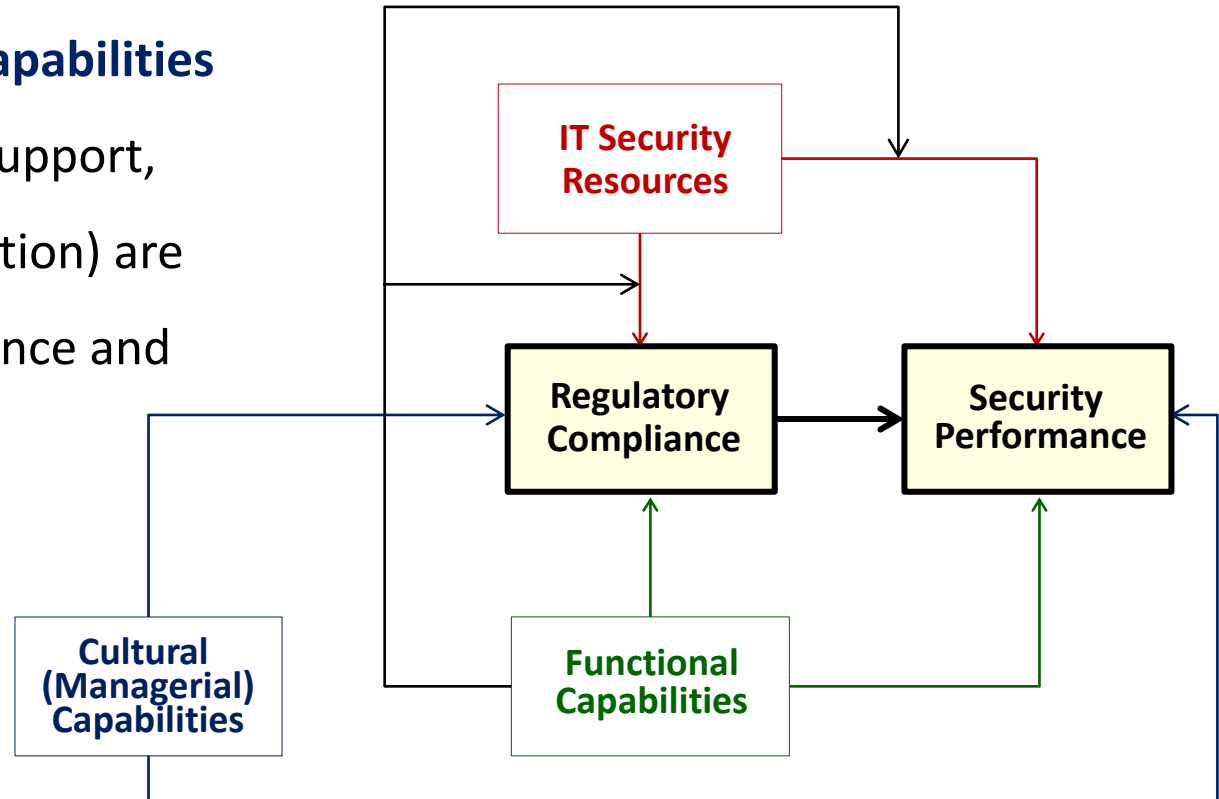 apabilities
upport,
tion) are
nce and
IT Security
Resources
Regulatory
Compliance
Security
Performance
Cultural
(Managerial)
Capabilities
Functional
Capabilities